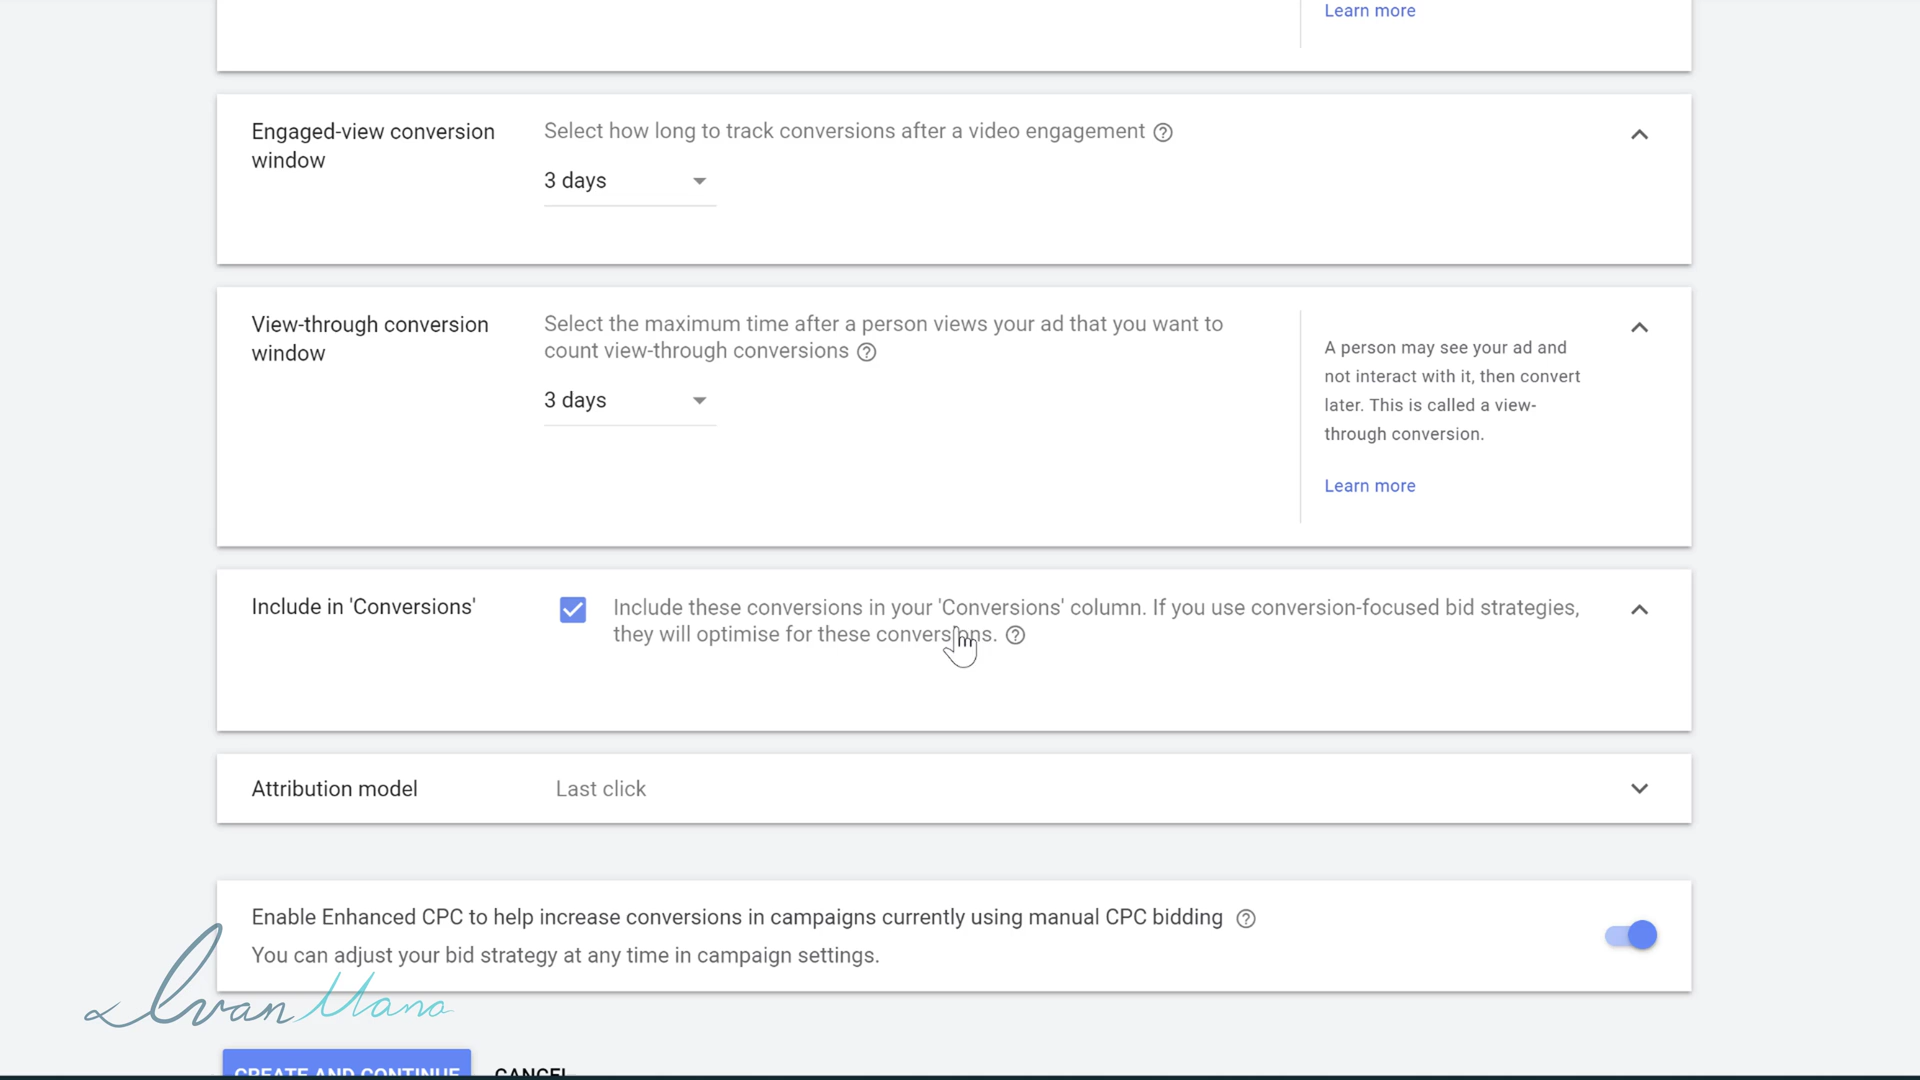 Learn more
Engaged-view conversion
window
Select how long to track conversions after a video engagement
3 days
View-through conversion
window
Select the maximum time after a person views your ad that you want to
count view-through conversions
3 days
A person may see your ad and
not interact with it, then convert
later. This is called a view-
through conversion.
Learn more
Include in 'Conversions'
Include these conversions in your 'Conversions' column. If you use conversion-focused bid strategies,
they will optimise for these conversions.
Attribution model
Last click
Enable Enhanced CPC to help increase conversions in campaigns currently using manual CPC bidding
You can adjust your bid strategy at any time in campaign settings.
Ivan Mana
CREATE AND CONTINUE
CANCEL